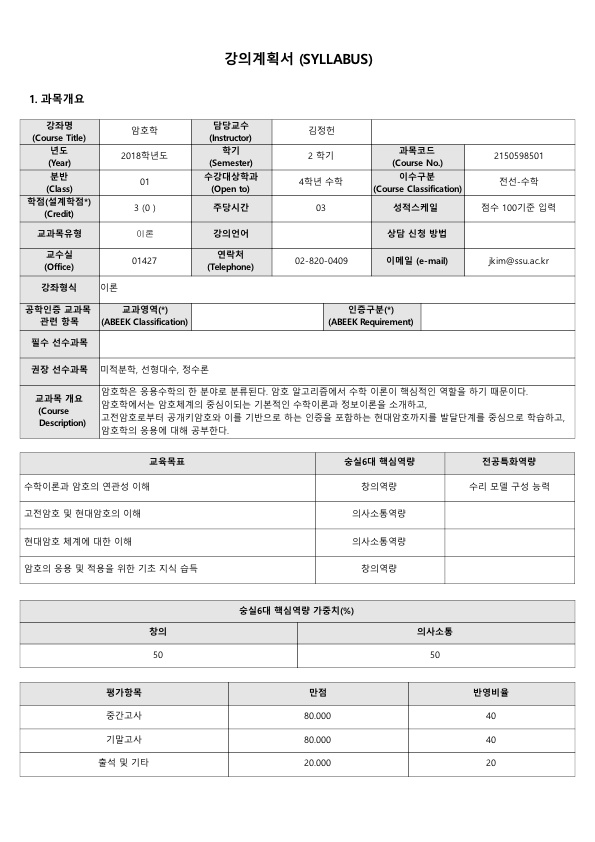 강의계획서 (SYLLABUS)
1. 과목개요
강좌명 (Course Title) 암호학 담당교수 (Instructor) 김정헌
년도 (Year) 2018학년도 학기 (Semester) 2 학기 과목코드 (Course No.) 2150598501
분반 (Class) 01 수강대상학과 (Open to) 4학년 수학 이수구분 (Course Classification) 전선-수학
학점(설계학점*) (Credit) 3 (0 ) 주당시간 03 성적스케일 점수 100기준 입력
교과목유형 이론 강의언어 상담 신청 방법
교수실 (Office) 01427 연락처 (Telephone) 02-820-0409 이메일 (e-mail) jkim@ssu.ac.kr
강좌형식 이론
공학인증 교과목 관련 항목 교과영역(*) (ABEEK Classification) 인증구분(*) (ABEEK Requirement)
필수 선수과목
권장 선수과목 미적분학, 선형대수, 정수론
교과목 개요 (Course Description)
암호학은 응용수학의 한 분야로 분류된다. 암호 알고리즘에서 수학 이론이 핵심적인 역할을 하기 때문이다.
암호학에서는 암호체계의 중심이되는 기본적인 수학이론과 정보이론을 소개하고,
고전암호로부터 공개키암호와 이를 기반으로 하는 인증을 포함하는 현대암호까지를 발달단계를 중심으로 학습하고,
암호학의 응용에 대해 공부한다.
교육목표 숭실6대 핵심역량 전공특화역량
수학이론과 암호의 연관성 이해 창의역량 수리 모델 구성 능력
고전암호 및 현대암호의 이해 의사소통역량
현대암호 체계에 대한 이해 의사소통역량
암호의 응용 및 적용을 위한 기초 지식 습득 창의역량
숭실6대 핵심역량 가중치(%)
창의 의사소통
50 50
평가항목 만점 반영비율
중간고사 80.000 40
기말고사 80.000 40
출석 및 기타 20.000 20